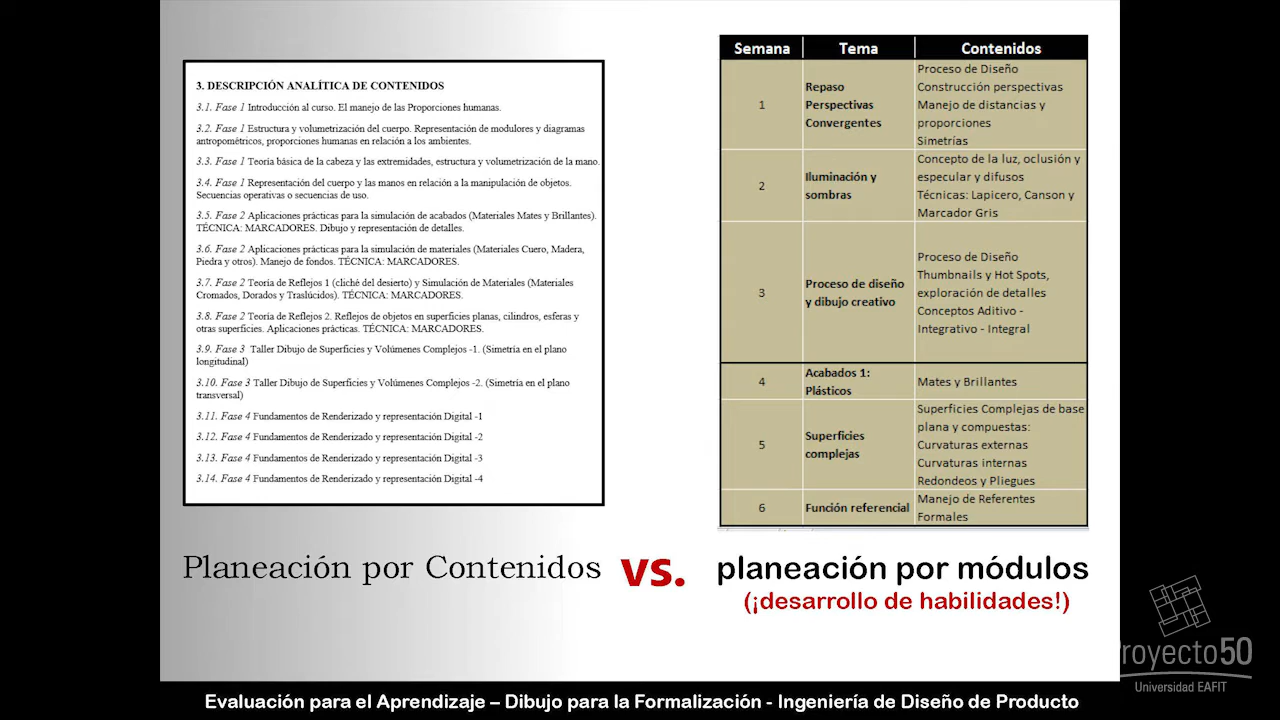 3. DESCRIPCIÓN ANALÍTICA DE CONTENIDOS
3.1. Fase 1 Introducción al curso. El manejo de las Proporciones humanas.
3.2. Fase 1 Estructura y volumetrización del cuerpo. Representación de modulores y diagramas
antropométricos, proporciones humanas en relación a los ambientes.
3.3. Fase 1 Teoría básica de la cabeza y las extremidades, estructura y volumetrización de la mano.
3.4. Fase 1 Representación del cuerpo y las manos en relación a la manipulación de objetos.
Secuencias operativas o secuencias de uso.
3.5. Fase 2 Aplicaciones prácticas para la simulación de acabados (Materiales Mates y Brillantes).
TÉCNICA: MARCADORES. Dibujo y representación de detalles.
3.6. Fase 2 Aplicaciones prácticas para la simulación de materiales (Materiales Cuero, Madera,
Piedra y otros). Manejo de fondos. TÉCNICA: MARCADORES.
3.7. Fase 2 Teoría de Reflejos 1 (cliché del desierto) y Simulación de Materiales (Materiales
Cromados, Dorados y Traslúcidos). TÉCNICA: MARCADORES.
3.8. Fase 2 Teoría de Reflejos 2. Reflejos de objetos en superficies planas, cilindros, esferas y
otras superficies. Aplicaciones prácticas. TÉCNICA: MARCADORES.
3.9. Fase 3 Taller Dibujo de Superficies y Volúmenes Complejos -1. (Simetría en el plano
longitudinal)
3.10. Fase 3 Taller Dibujo de Superficies y Volúmenes Complejos -2. (Simetría en el plano
transversal)
3.11. Fase 4 Fundamentos de Renderizado y representación Digital -1
3.12. Fase 4 Fundamentos de Renderizado y representación Digital -2
3.13. Fase 4 Fundamentos de Renderizado y representación Digital -3
3.14. Fase 4 Fundamentos de Renderizado y representación Digital -4
Semana Tema Contenidos
1
Repaso
Perspectivas
Convergentes
Proceso de Diseño
Construcción perspectivas
Manejo de distancias y
proporciones
Simetrías
2
Iluminación y
sombras
Concepto de la luz, oclusión y
especular y difusos
Técnicas: Lapicero, Canson y
Marcador Gris
3
Proceso de diseño
y dibujo creativo
Proceso de Diseño
Thumbnails y Hot Spots,
exploración de detalles
Conceptos Aditivo -
Integrativo - Integral
4
Acabados 1:
Plásticos
Mates y Brillantes
5
Superficies
complejas
Superficies Complejas de base
plana y compuestas:
Curvaturas externas
Curvaturas internas
Redondeos y Pliegues
6
Función referencial
Manejo de Referentes
Formales
Planeación por Contenidos vs. planeación por módulos
(¡desarrollo de habilidades!)
Proyecto50
Universidad EAFIT
Evaluación para el Aprendizaje – Dibujo para la Formalización - Ingeniería de Diseño de Producto